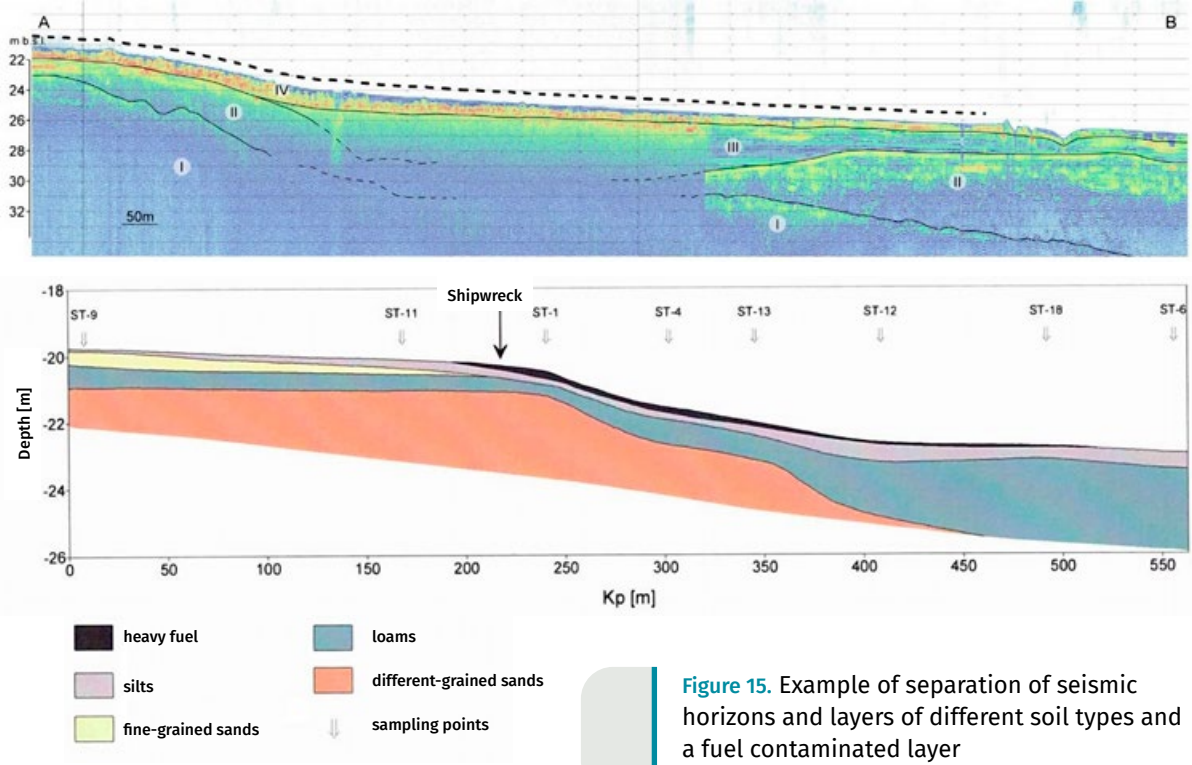 A B
m b.s.l.
22
24
26
28
30
32
IV
II
III
I
II
I
50m
Shipwreck
-18
-20
-22
-24
-26
Depth [m]
ST-9 ST-11 ST-1 ST-4 ST-13 ST-12 ST-18 ST-6
0 50 100 150 200 250 300 350 400 450 500 550
Kp [m]
heavy fuel
silts
fine-grained sands
loams
different-grained sands
sampling points
Figure 15. Example of separation of seismic
horizons and layers of different soil types and
a fuel contaminated layer